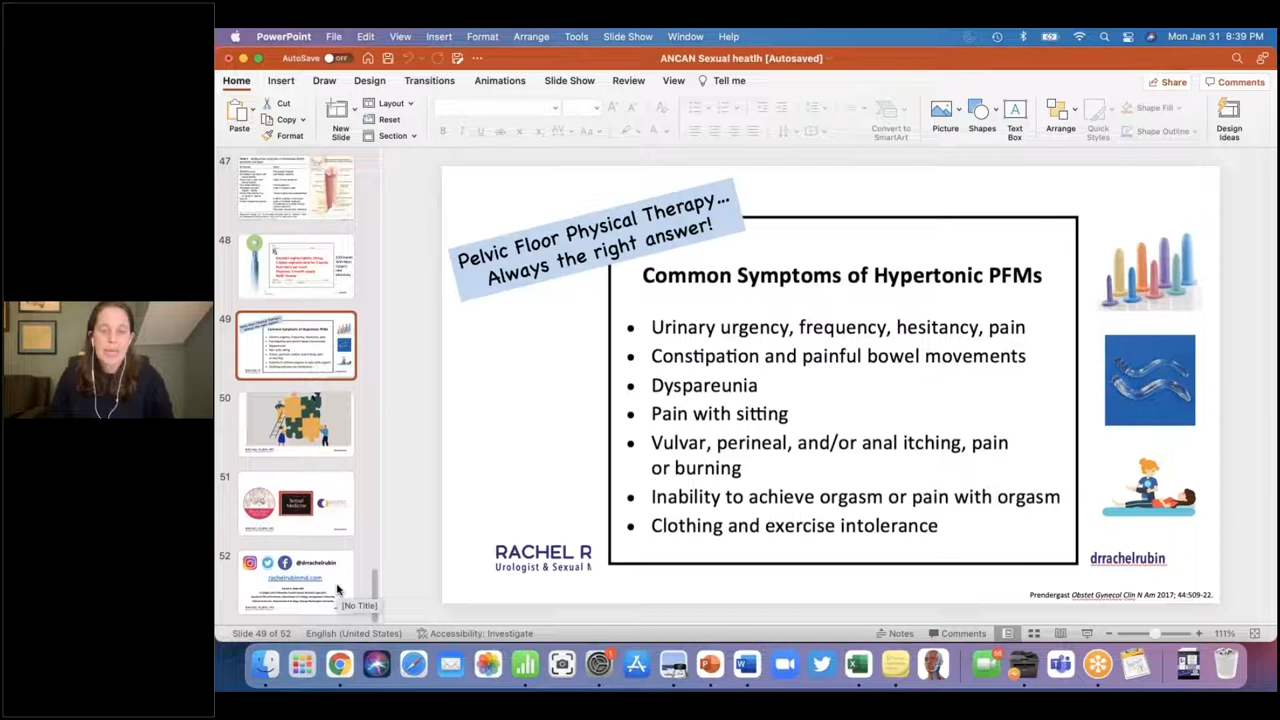 PowerPoint File Edit View Insert Format Arrange Tools Slide Show Window Help Mon Jan 31 8:39 PM
AutoSave OFF ANCAN Sexual heatlh [Autosaved]
Home Insert Draw Design Transitions Animations Slide Show Review View Tell me Share Comments
Paste
Cut
Copy
Format
New
Slide
Layout
Reset
Section
Convert to
SmartArt
Picture
Shapes
Text
Box
Arrange
Quick
Styles
Shape Fill
Shape Outline
Design
Ideas
47
48
49
50
51
Sexual
Medicine
52
@drrachelrubin
rachelrubinmd.com
[No Title]
Pelvic Floor Physical Therapy...
Always the right answer!
Common Symptoms of Hypertonic PFMs
• Urinary urgency, frequency, hesitancy, pain
• Constipation and painful bowel movements
• Dyspareunia
• Pain with sitting
• Vulvar, perineal, and/or anal itching, pain
or burning
• Inability to achieve orgasm or pain with orgasm
• Clothing and exercise intolerance
RACHEL R
Urologist & Sexual M
drrachelrubin
Prendergast Obstet Gynecol Clin N Am 2017; 44:509-22.
Slide 49 of 52 English (United States) Accessibility: Investigate Notes Comments 111%